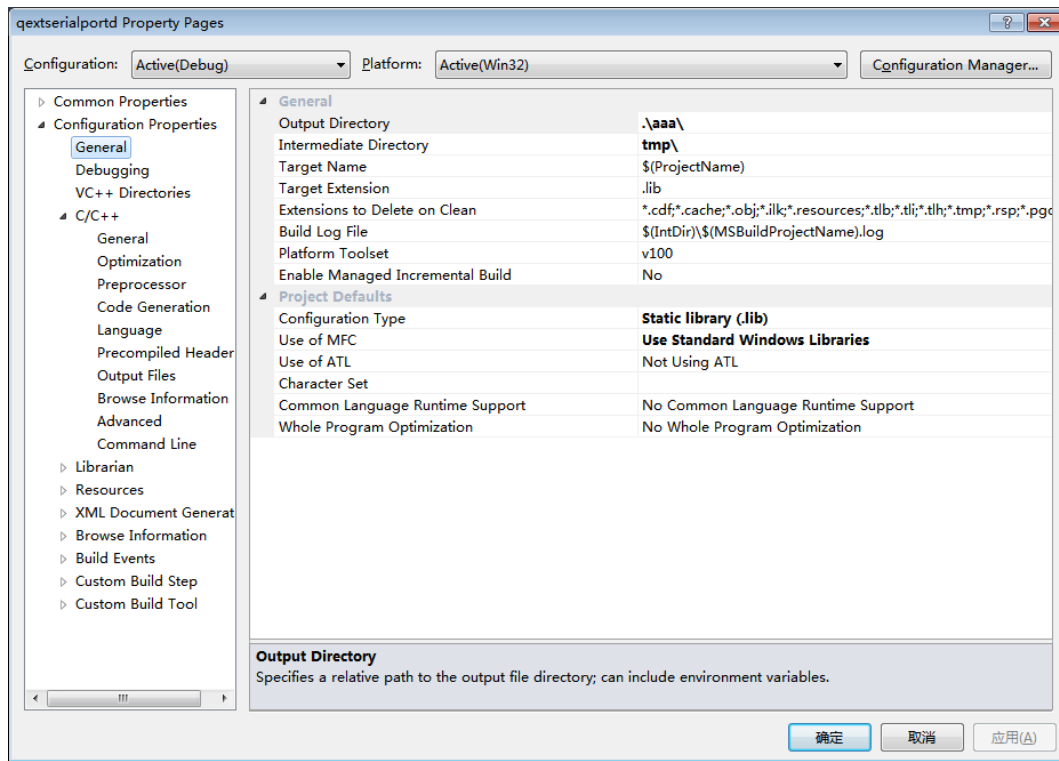 qextserialportd Property Pages
Configuration: Active(Debug) Platform: Active(Win32) Configuration Manager...
Common Properties
Configuration Properties
General
Debugging
VC++ Directories
C/C++
General
Optimization
Preprocessor
Code Generation
Language
Precompiled Header
Output Files
Browse Information
Advanced
Command Line
Librarian
Resources
XML Document Generat
Browse Information
Build Events
Custom Build Step
Custom Build Tool
General
Output Directory .\aaa\
Intermediate Directory tmp\
Target Name $(ProjectName)
Target Extension .lib
Extensions to Delete on Clean *.cdf;*.cache;*.obj;*.ilk;*.resources;*.tlb;*.tli;*.tlh;*.tmp;*.rsp;*.pgc
Build Log File $(IntDir)\$(MSBuildProjectName).log
Platform Toolset v100
Enable Managed Incremental Build No
Project Defaults
Configuration Type Static library (.lib)
Use of MFC Use Standard Windows Libraries
Use of ATL Not Using ATL
Character Set
Common Language Runtime Support No Common Language Runtime Support
Whole Program Optimization No Whole Program Optimization
Output Directory
Specifies a relative path to the output file directory; can include environment variables.
确定 取消 应用(A)